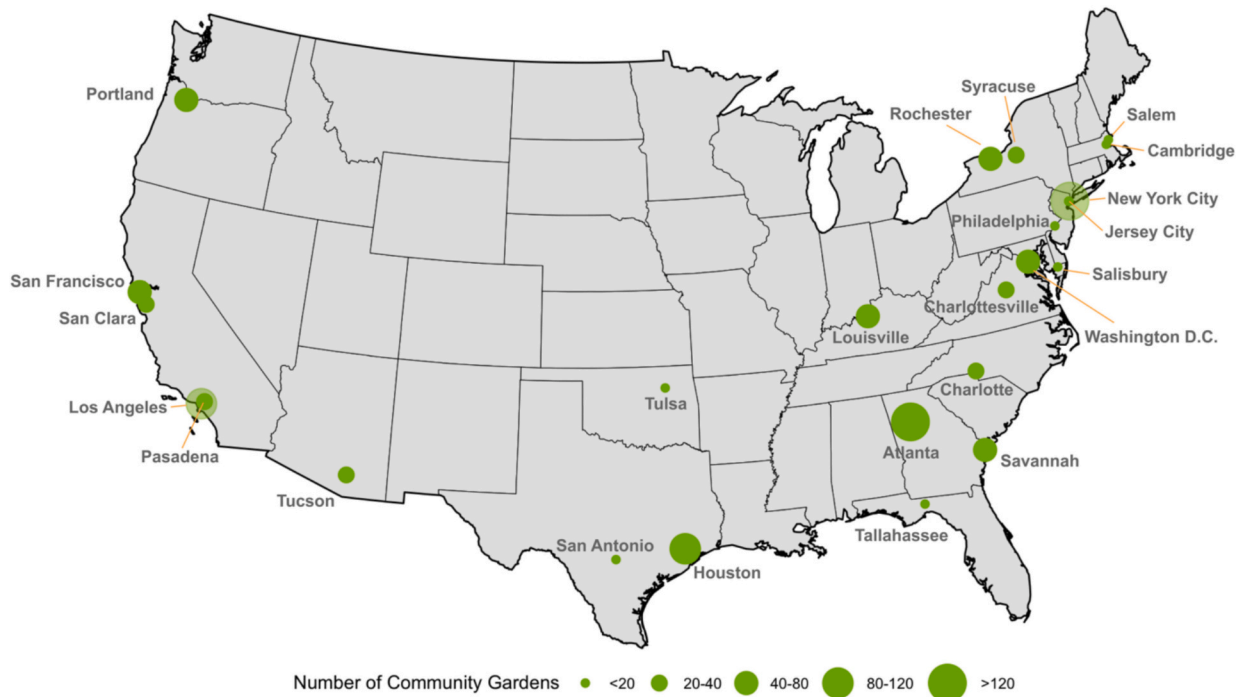 Syracuse
Portland
Rochester
Salem
Cambridge
New York City
Philadelphia
Jersey City
San Francisco
Salisbury
San Clara
Charlottesville
Louisville
Washington D.C.
Charlotte
Los Angeles
Tulsa
Pasadena
Atlanta
Savannah
Tucson
Tallahassee
San Antonio
Houston
Number of Community Gardens <20 20-40 40-80 80-120 >120